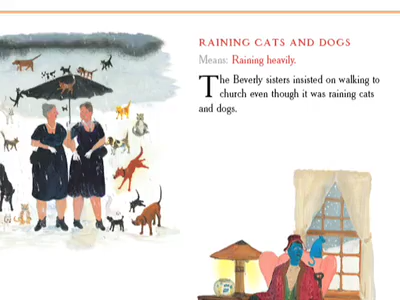 RAINING CATS AND DOGS
Means: Raining heavily.
The Beverly sisters insisted on walking to
church even though it was raining cats
and dogs.